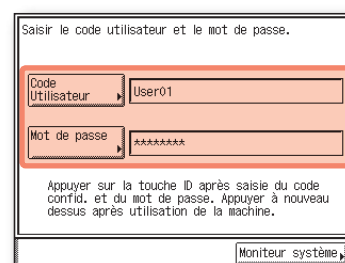 Saisir le code utilisateur et le mot de passe.
Code
Utilisateur
User01
Mot de passe
********
Appuyer sur la touche ID après saisie du code
confid. et du mot de passe. Appuyer à nouveau
dessus après utilisation de la machine.
Moniteur système